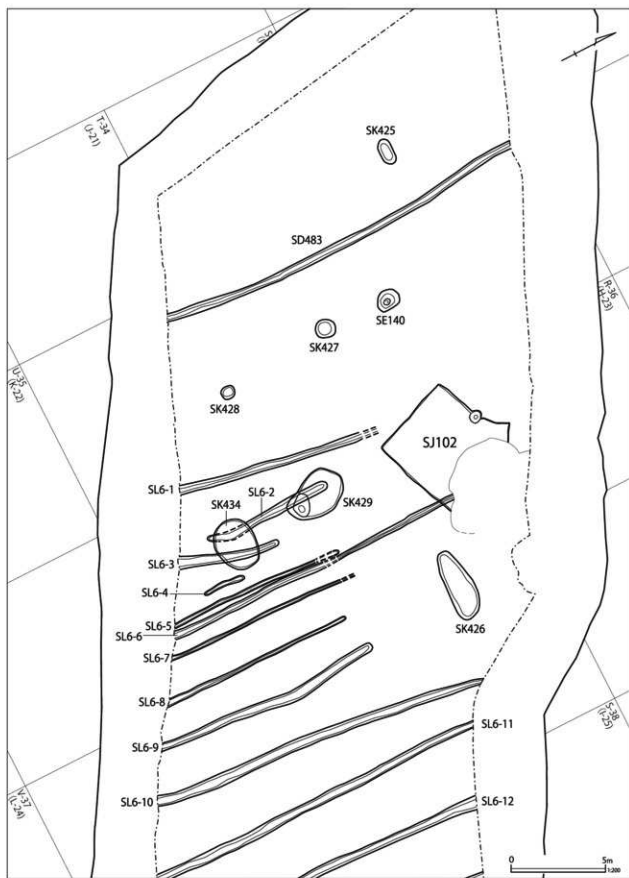 S
T-34
(J-21)
SK425
SD483
R-36
(H-23)
SE140
SK427
U-35
(K-22)
SK428
SJ102
SL6-1
SL6-2
SK434
SK429
SL6-3
SL6-4
SL6-5
SL6-6
SK426
SL6-7
SL6-8
S-38
(J-25)
SL6-9
SL6-11
V-37
(L-24)
SL6-10
SL6-12
0 5m
1:200